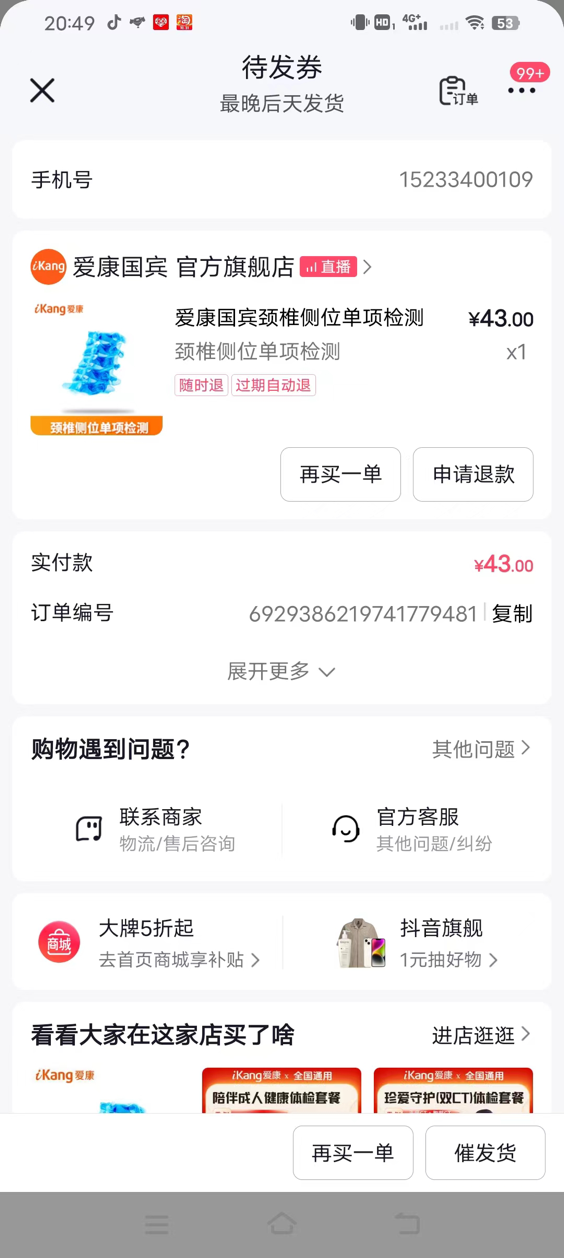 20:49
HD1
4G+
53
待发券
最晚后天发货
订单
99+
手机号
15233400109
iKang
爱康国宾 官方旗舰店
直播
iKang爱康
颈椎侧位单项检测
爱康国宾颈椎侧位单项检测
¥43.00
颈椎侧位单项检测
x1
随时退
过期自动退
再买一单
申请退款
实付款
¥43.00
订单编号
6929386219741779481
复制
展开更多
购物遇到问题?
其他问题
联系商家
物流/售后咨询
官方客服
其他问题/纠纷
商城
大牌5折起
去首页商城享补贴
抖音旗舰
1元抽好物
看看大家在这家店买了啥
进店逛逛
iKang爱康
iKang爱康 x 全国通用
陪伴成人健康体检套餐
iKang爱康 x 全国通用
珍爱守护(双CT)体检套餐
再买一单
催发货